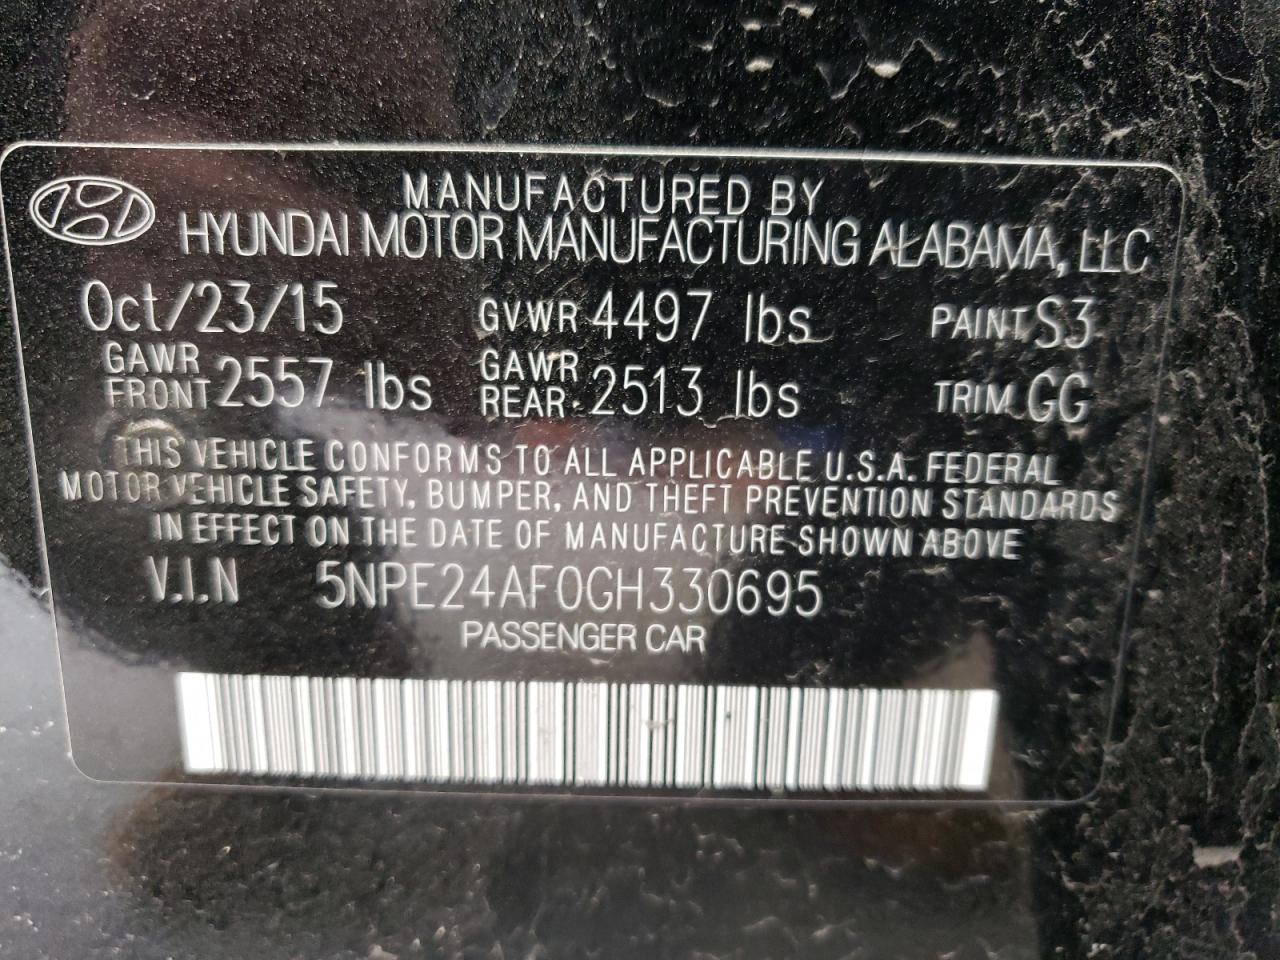 MANUFACTURED BY
HYUNDAI MOTOR MANUFACTURING ALABAMA, LLC
Oct/23/15 GVWR 4497 lbs PAINT S3
GAWR FRONT 2557 lbs GAWR REAR 2513 lbs TRIM GG
THIS VEHICLE CONFORMS TO ALL APPLICABLE U.S.A. FEDERAL
MOTOR VEHICLE SAFETY, BUMPER, AND THEFT PREVENTION STANDARDS
IN EFFECT ON THE DATE OF MANUFACTURE SHOWN ABOVE
V.I.N 5NPE24AF0GH330695
PASSENGER CAR